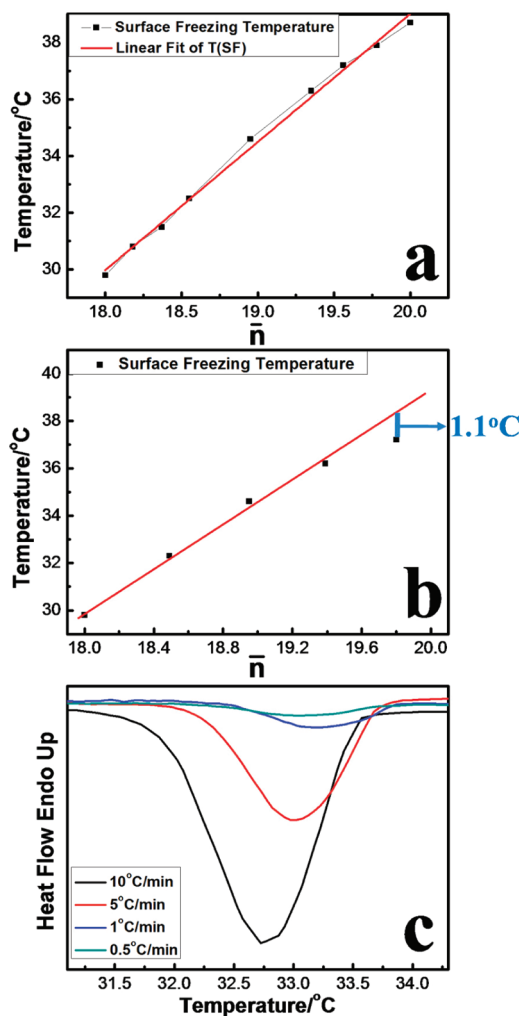 Surface Freezing Temperature
Linear Fit of T(SF)
38
36
34
32
30
Temperature/°C
a
18.0 18.5 19.0 19.5 20.0
n̄
Surface Freezing Temperature
40
38
36
34
32
30
Temperature/°C
1.1°C
b
18.0 18.4 18.8 19.2 19.6 20.0
n̄
Heat Flow Endo Up
10°C/min
5°C/min
1°C/min
0.5°C/min
c
31.5 32.0 32.5 33.0 33.5 34.0
Temperature/°C